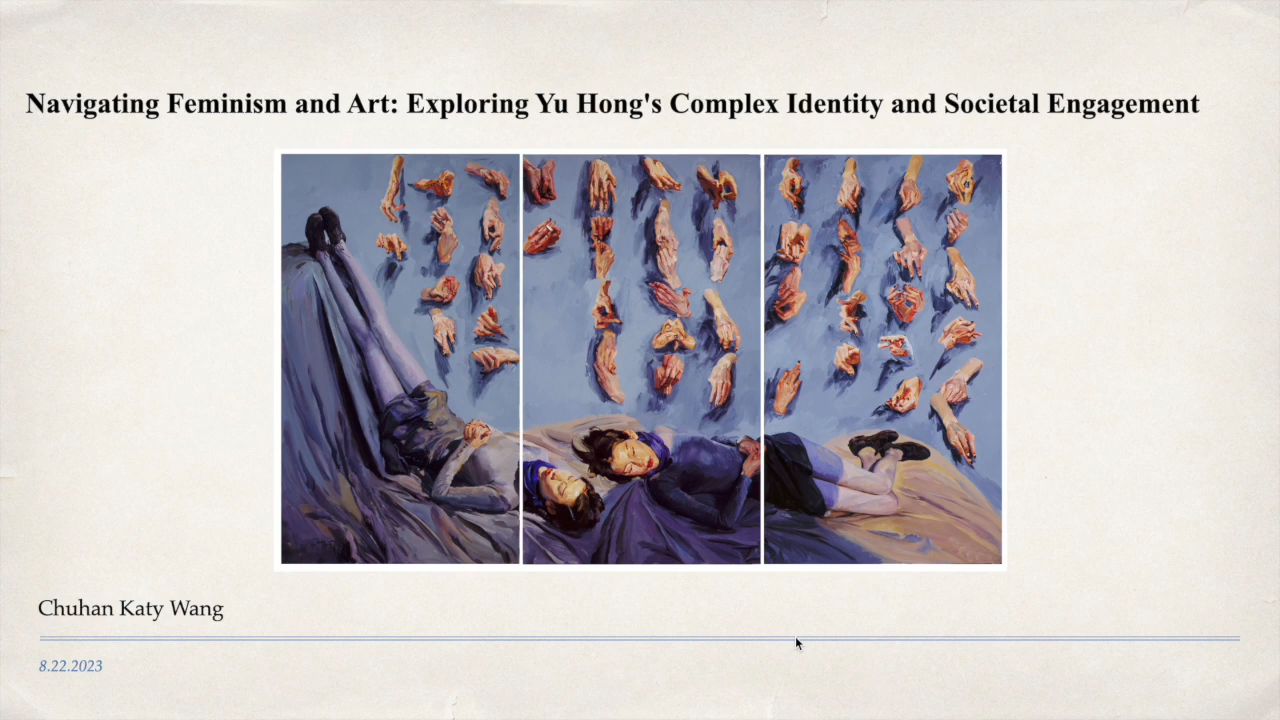 Navigating Feminism and Art: Exploring Yu Hong's Complex Identity and Societal Engagement
Chuhan Katy Wang
8.22.2023